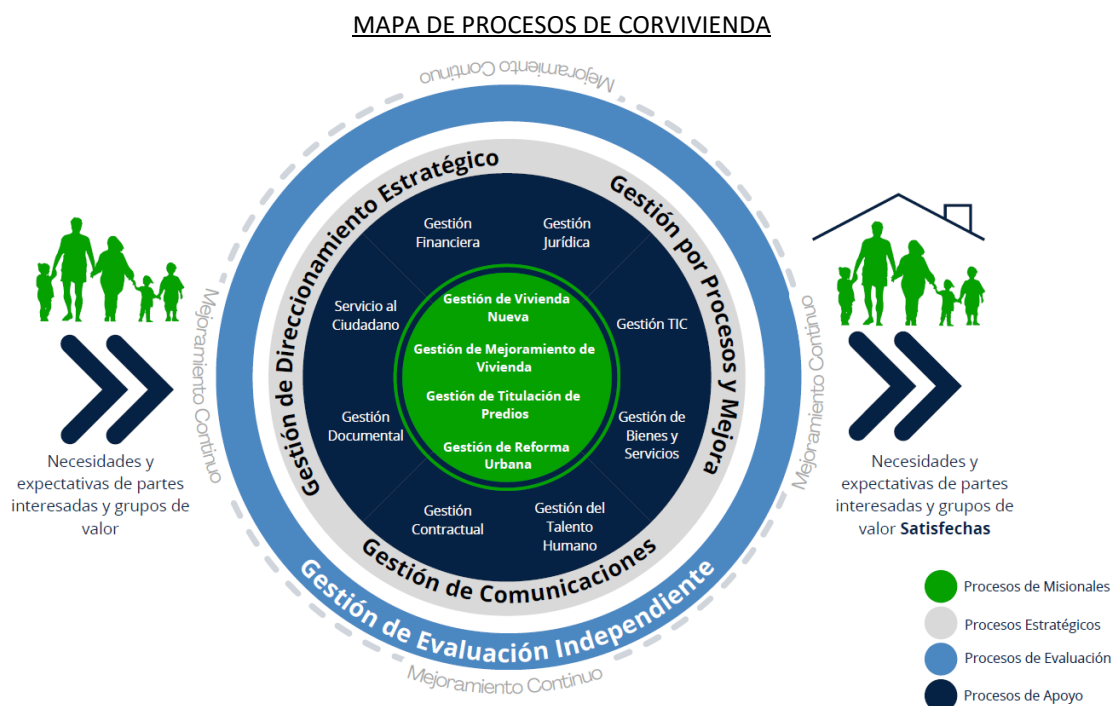 MAPA DE PROCESOS DE CORVIVIENDA
Mejoramiento Continuo
Gestión de Direccionamiento Estratégico
Gestión por Procesos y Mejora
Gestión
Financiera
Gestión
Jurídica
Servicio al
Ciudadano
Gestión de Vivienda
Nueva
Gestión TIC
Gestión de Mejoramiento de
Vivienda
Gestión de Titulación de
Predios
Gestión
Documental
Gestión de
Bienes y
Servicios
Gestión de Reforma
Urbana
Gestión
Contractual
Gestión del
Talento
Humano
Mejoramiento Continuo
Mejoramiento Continuo
Necesidades y
expectativas de partes
interesadas y grupos de
valor
Necesidades y
expectativas de partes
interesadas y grupos de
valor Satisfechas
Gestión de Comunicaciones
Gestión de Evaluación Independiente
Mejoramiento Continuo
Procesos de Misionales
Procesos Estratégicos
Procesos de Evaluación
Procesos de Apoyo